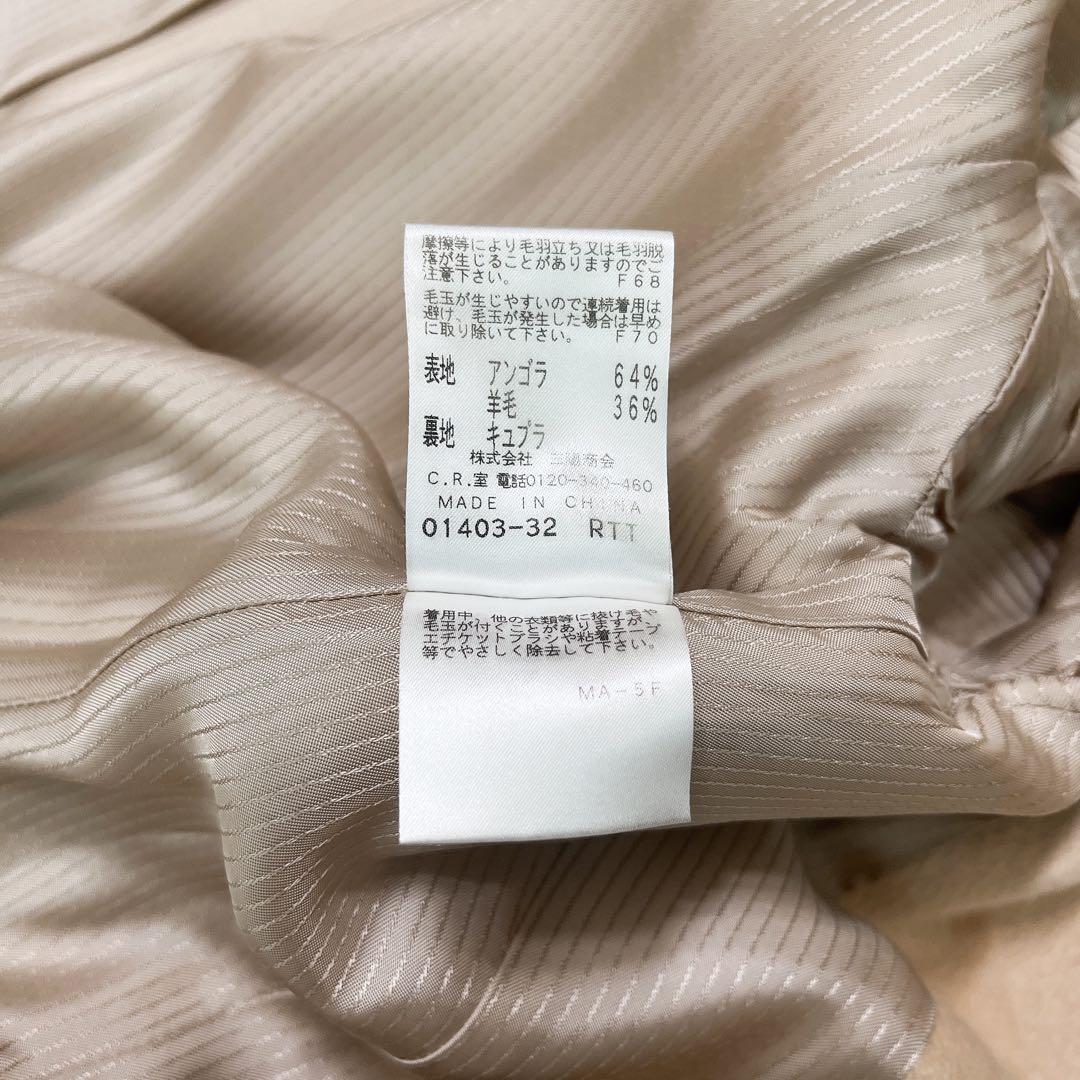 摩擦等により毛羽立ち又は毛羽脱
落が生じることがありますのでご
注意下さい。 F68
毛玉が生じやすいので連続着用は
避け、毛玉が発生した場合は早め
に取り除いて下さい。 F70
表地 アンゴラ 64%
羊毛 36%
裏地 キュプラ
株式会社 三陽商会
C.R.室 電話0120-340-460
MADE IN CHINA
01403-32 RTT
着用中、他の衣類等に抜け毛や
毛玉が付くことがありますが、
エチケットブラシや粘着テープ
等でやさしく除去して下さい。
MA-5F